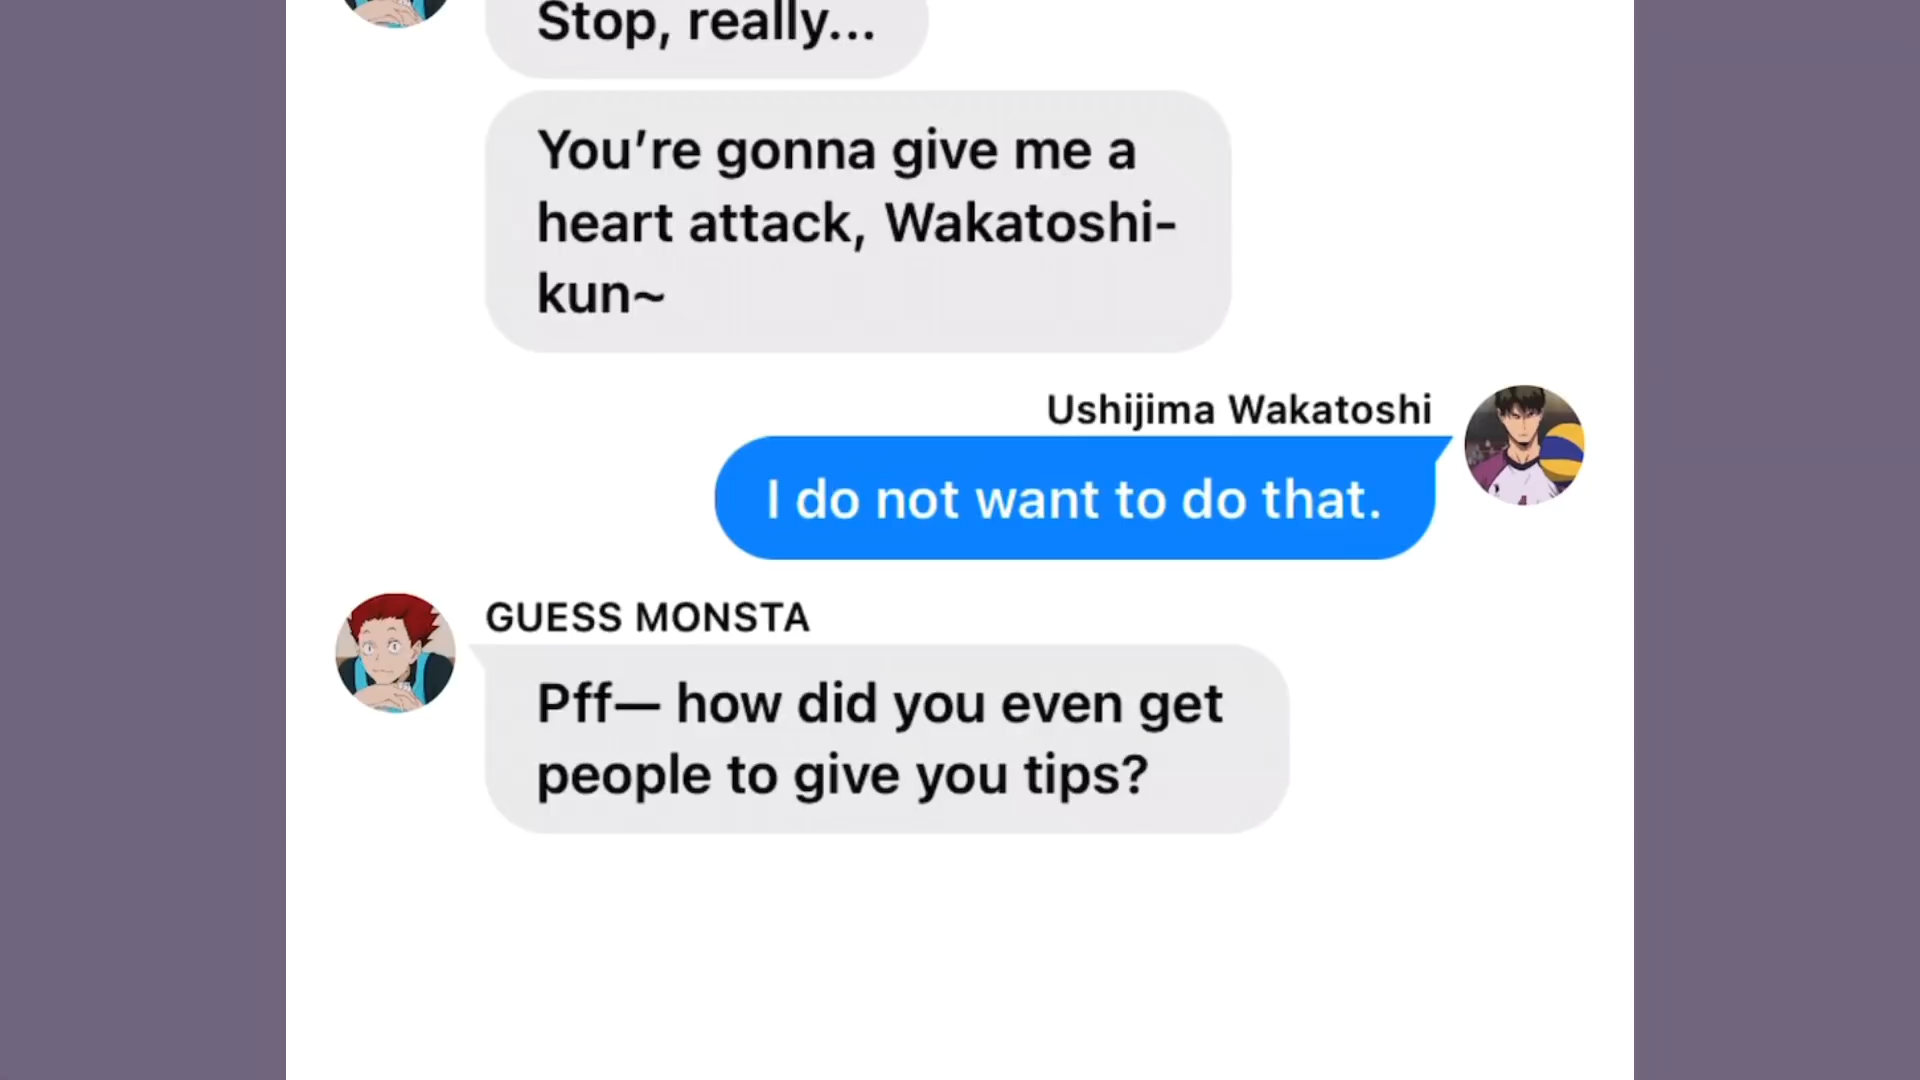 Stop, really...
You’re gonna give me a
heart attack, Wakatoshi-
kun~
Ushijima Wakatoshi
I do not want to do that.
GUESS MONSTA
Pff— how did you even get
people to give you tips?